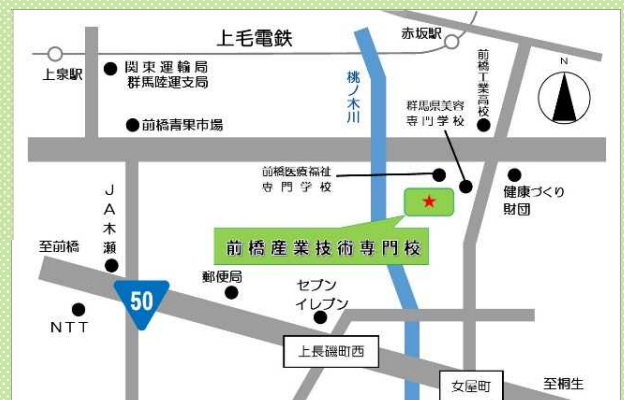 上毛電鉄
赤坂駅
上泉駅
関東運輸局
群馬陸運支局
前橋青果市場
桃ノ木川
群馬県美容
専門学校
前橋工業高校
N
前橋医療福祉
専門学校
健康づくり
財団
JA木瀬
前橋産業技術専門校
至前橋
50
郵便局
セブン
イレブン
NTT
上長磯町西
女屋町
至桐生